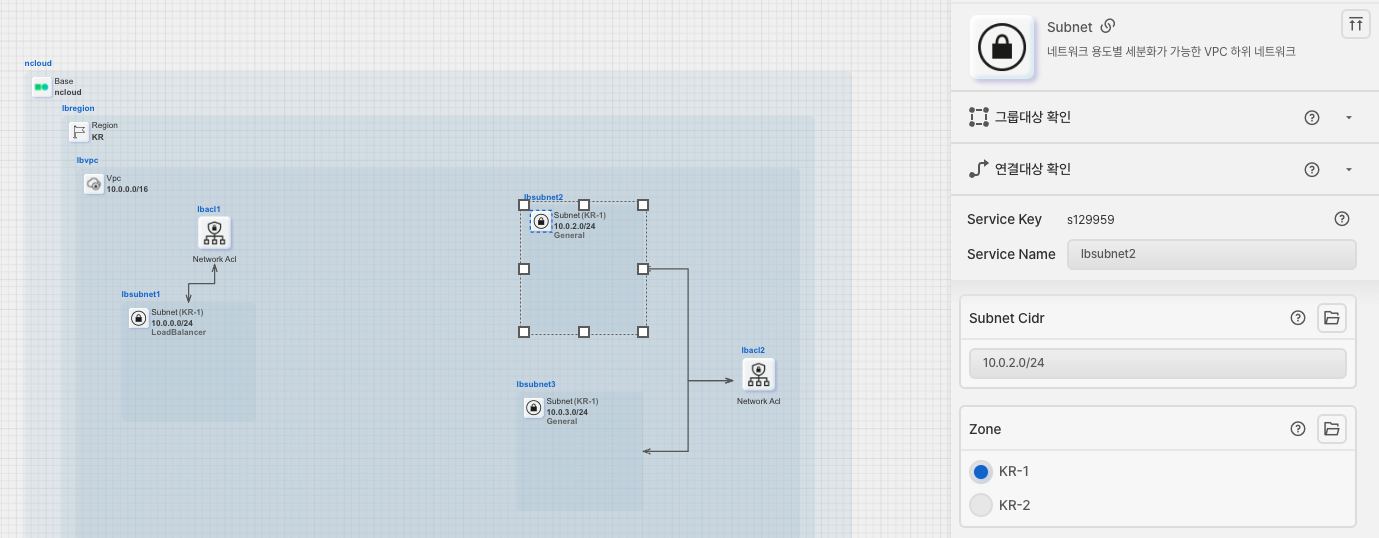 ncloud
Base
ncloud
lbregion
Region
KR
lbvpc
Vpc
10.0.0.0/16
lbacl1
Network Acl
lbsubnet1
Subnet (KR-1)
10.0.0.0/24
LoadBalancer
lbsubnet2
Subnet (KR-1)
10.0.2.0/24
General
lbsubnet3
Subnet (KR-1)
10.0.3.0/24
General
lbacl2
Network Acl
Subnet
네트워크 용도별 세분화가 가능한 VPC 하위 네트워크
그룹대상 확인
연결대상 확인
Service Key s129959
Service Name lbsubnet2
Subnet Cidr
10.0.2.0/24
Zone
KR-1
KR-2